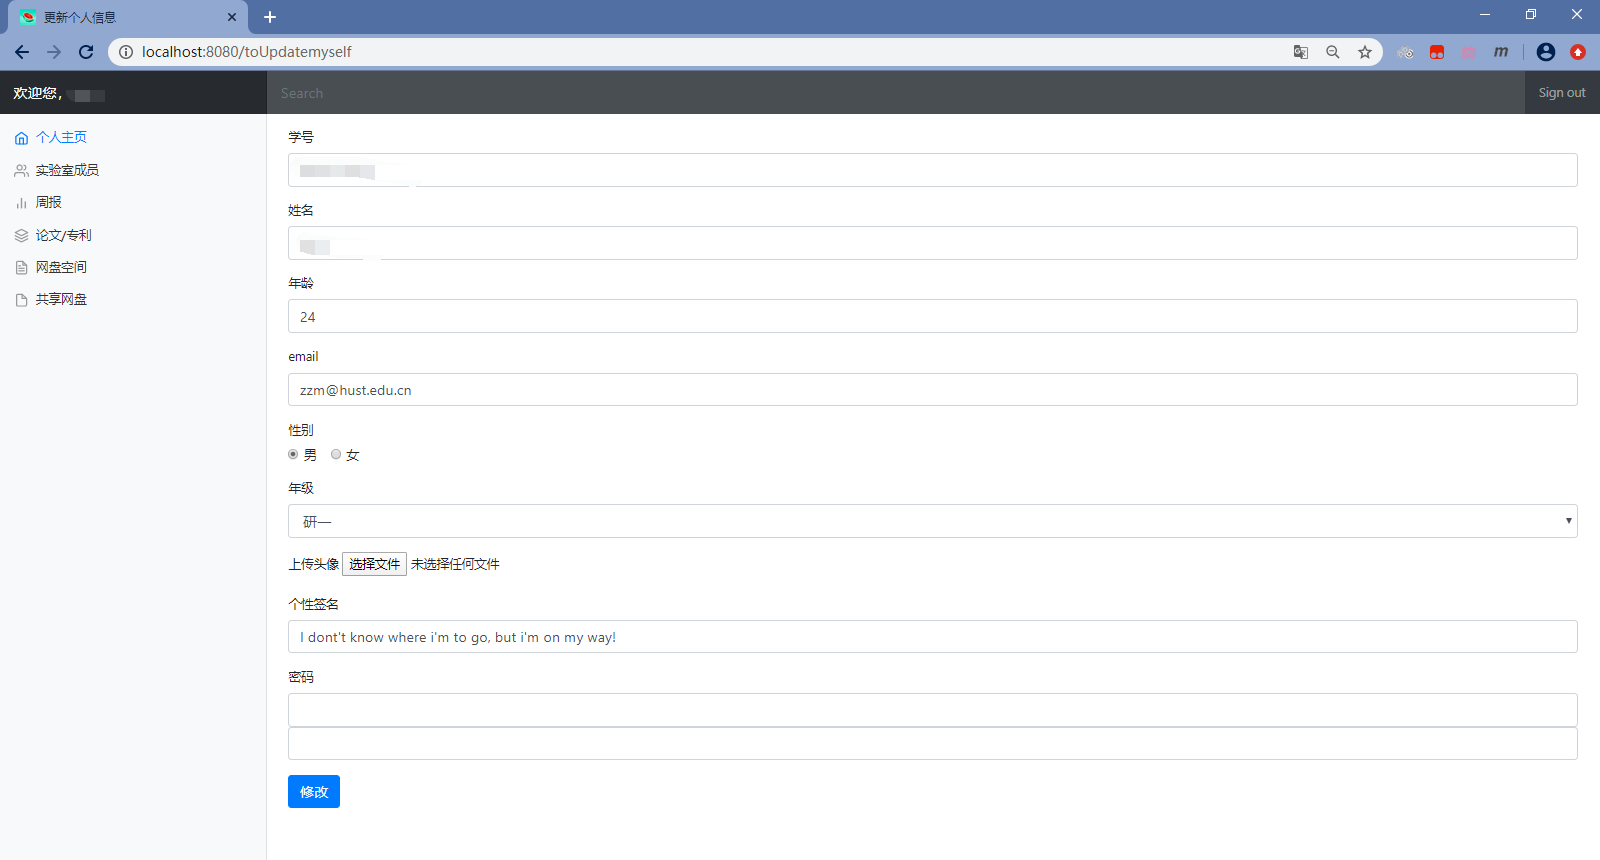 更新个人信息
localhost:8080/toUpdatemyself
欢迎您，
Search
Sign out
个人主页
实验室成员
周报
论文/专利
网盘空间
共享网盘
学号
姓名
年龄
24
email
zzm@hust.edu.cn
性别
男 女
年级
研一
上传头像 选择文件 未选择任何文件
个性签名
I dont't know where i'm to go, but i'm on my way!
密码
修改